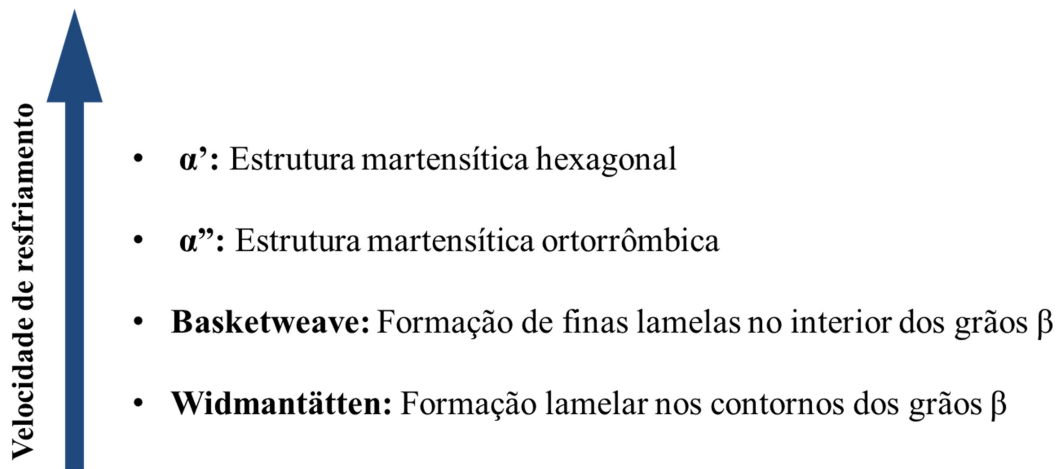 Velocidade de resfriamento
• α’: Estrutura martensítica hexagonal
• α”: Estrutura martensítica ortorrômbica
• Basketweave: Formação de finas lamelas no interior dos grãos β
• Widmantätten: Formação lamelar nos contornos dos grãos β